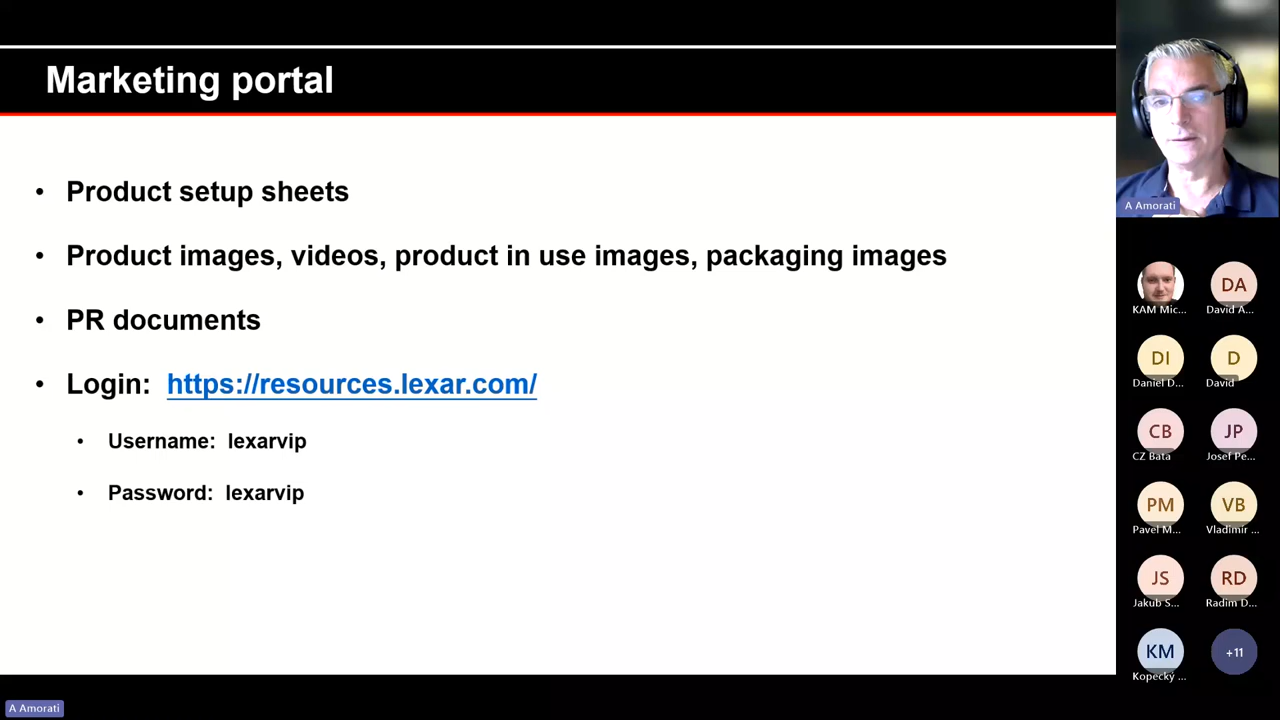 Marketing portal
• Product setup sheets
• Product images, videos, product in use images, packaging images
• PR documents
• Login: https://resources.lexar.com/
• Username: lexarvip
• Password: lexarvip
A Amorati
KAM Mic...
DA
David A...
DI
Daniel D...
D
David
CB
CZ Bata
JP
Josef Pe...
PM
Pavel M...
VB
Vladimir ...
JS
Jakub S...
RD
Radim D...
KM
Kopecký ...
+11
A Amorati